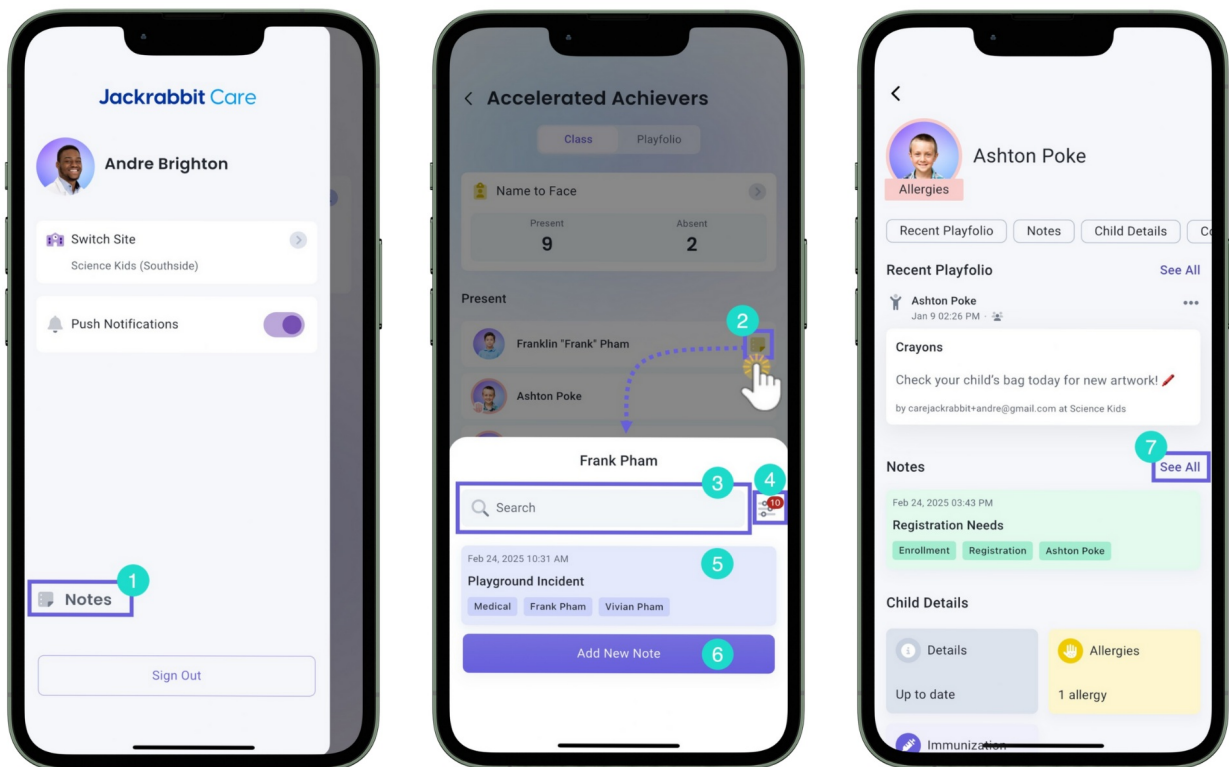 Jackrabbit Care
Andre Brighton
Switch Site
Science Kids (Southside)
Push Notifications
1
Notes
Sign Out
Accelerated Achievers
Class Playfolio
Name to Face
Present Absent
9 2
Present
2
Franklin "Frank" Pham
Ashton Poke
Frank Pham
3 4
Search
10
Feb 24, 2025 10:31 AM
5
Playground Incident
Medical Frank Pham Vivian Pham
Add New Note 6
Ashton Poke
Allergies
Recent Playfolio Notes Child Details Co
Recent Playfolio See All
Ashton Poke
Jan 9 02:26 PM ·
Crayons
Check your child's bag today for new artwork!
by carejackrabbit+andre@gmail.com at Science Kids
7
Notes See All
Feb 24, 2025 03:43 PM
Registration Needs
Enrollment Registration Ashton Poke
Child Details
Details Allergies
Up to date 1 allergy
Immunization